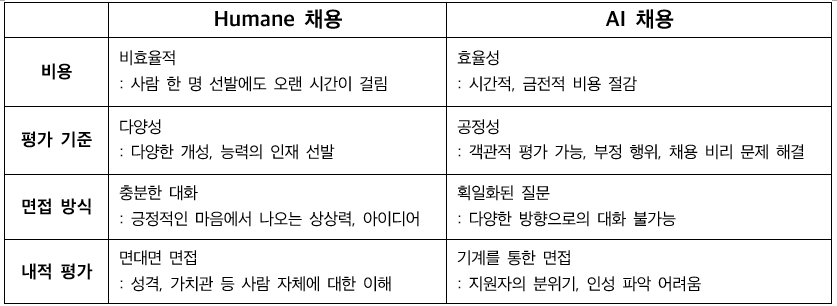 Humane 채용 AI 채용
비용
비효율적
: 사람 한 명 선발에도 오랜 시간이 걸림
효율성
: 시간적, 금전적 비용 절감
평가 기준
다양성
: 다양한 개성, 능력의 인재 선발
공정성
: 객관적 평가 가능, 부정 행위, 채용 비리 문제 해결
면접 방식
충분한 대화
: 긍정적인 마음에서 나오는 상상력, 아이디어
획일화된 질문
: 다양한 방향으로의 대화 불가능
내적 평가
면대면 면접
: 성격, 가치관 등 사람 자체에 대한 이해
기계를 통한 면접
: 지원자의 분위기, 인성 파악 어려움